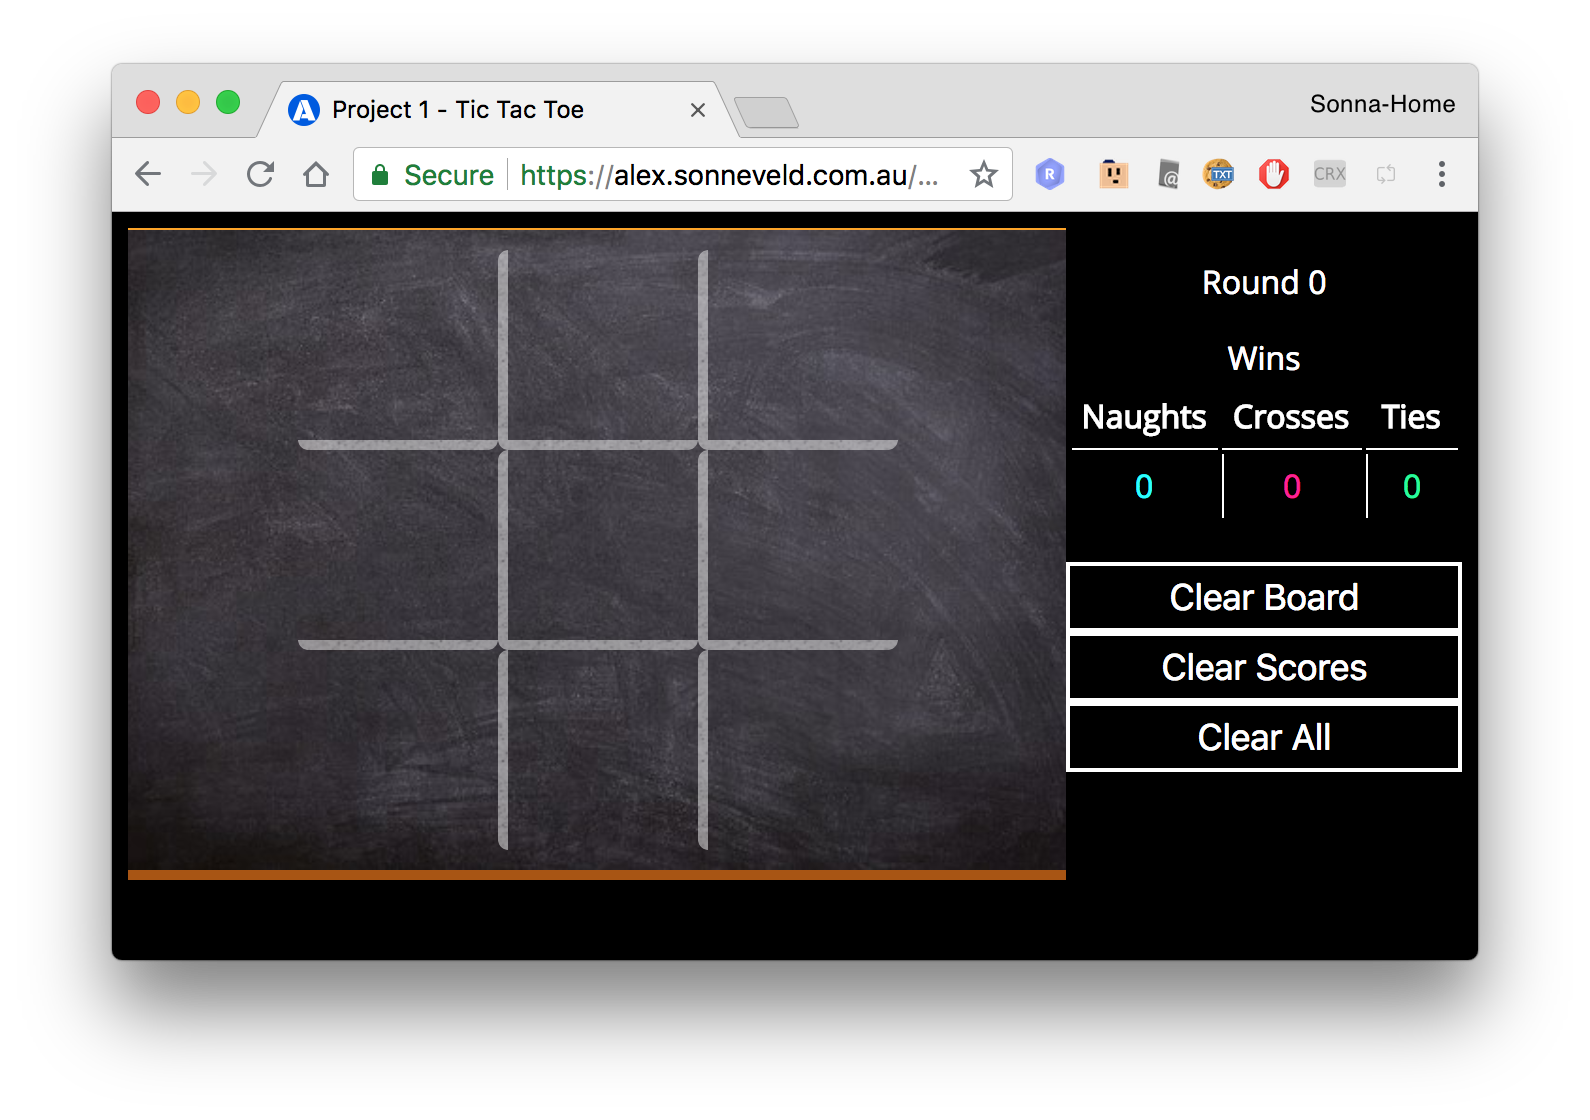 Project 1 - Tic Tac Toe
Sonna-Home
Secure
https://alex.sonneveld.com.au/...
R
@
TXT
CRX
Round 0
Wins
Naughts Crosses Ties
0 0 0
Clear Board
Clear Scores
Clear All